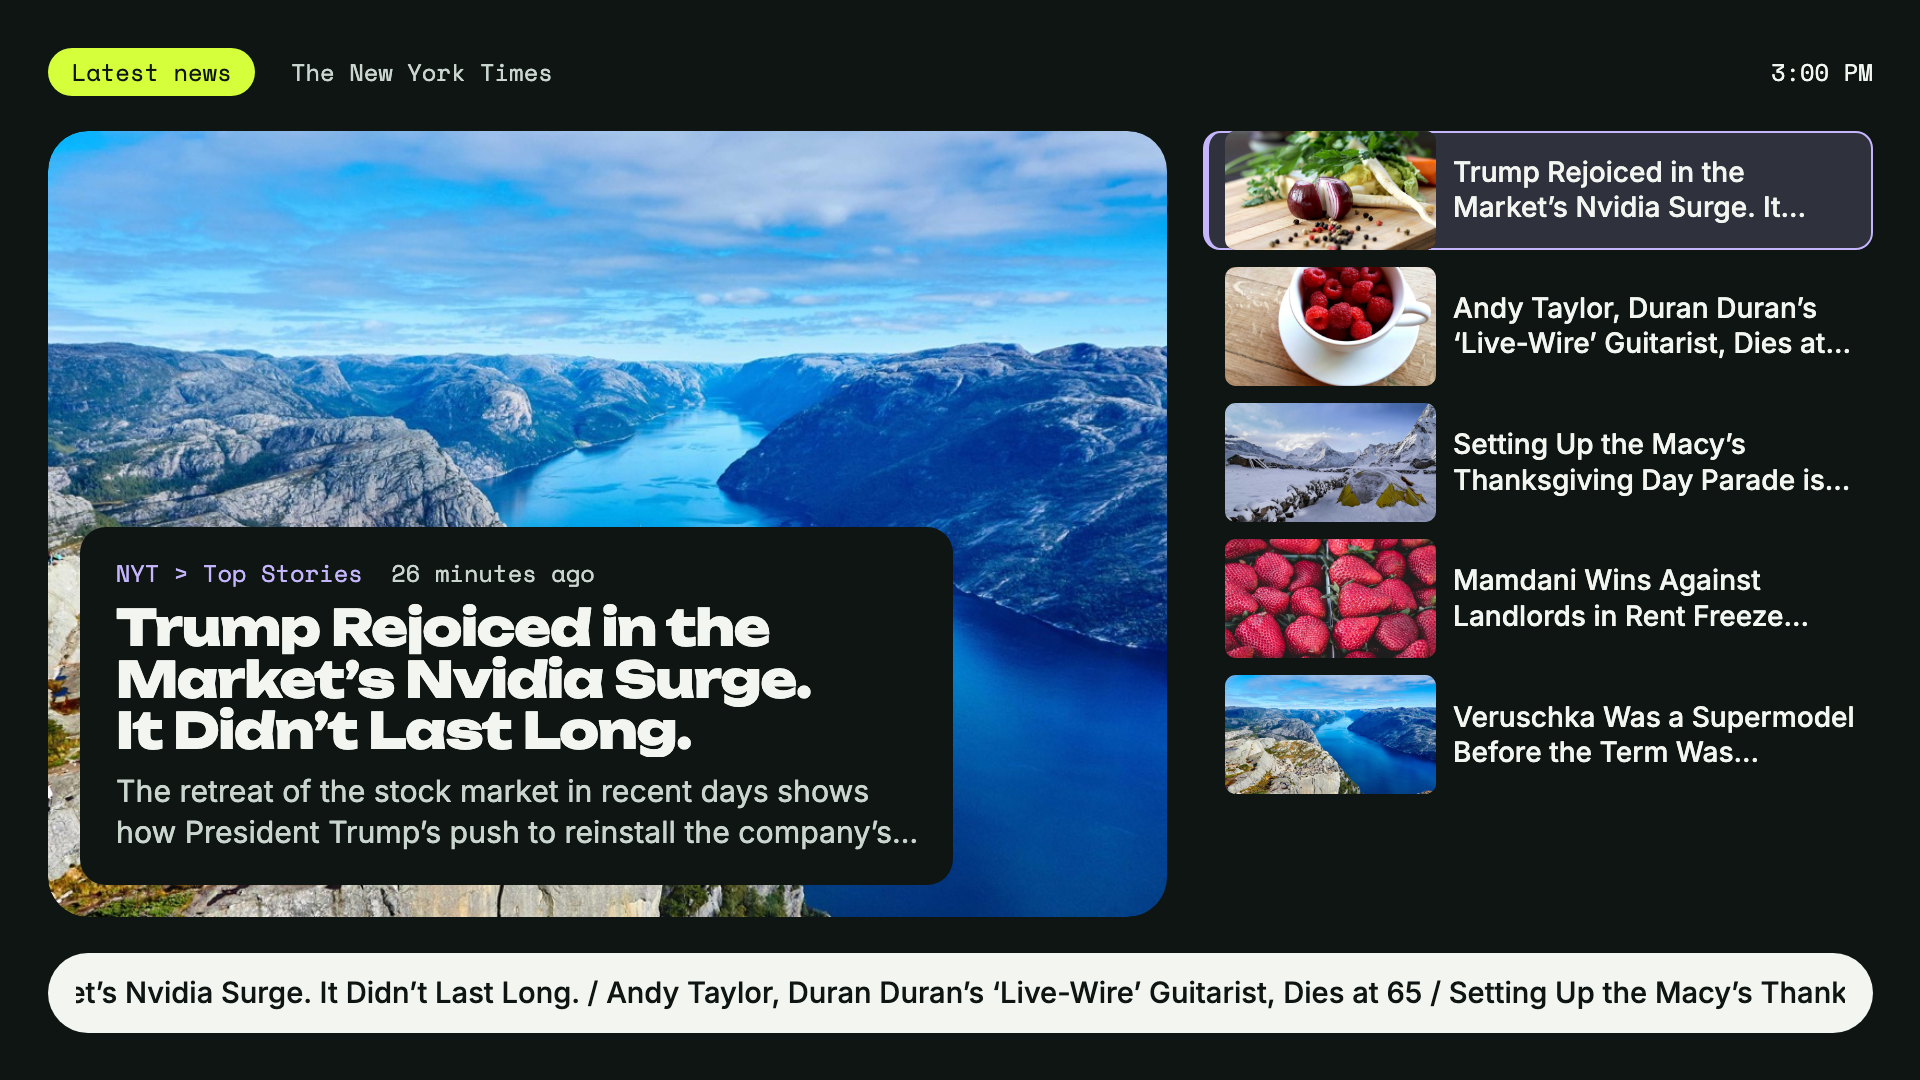 Latest news
The New York Times
3:00 PM
NYT > Top Stories 26 minutes ago
Trump Rejoiced in the
Market’s Nvidia Surge.
It Didn’t Last Long.
The retreat of the stock market in recent days shows
how President Trump’s push to reinstall the company’s...
Trump Rejoiced in the
Market’s Nvidia Surge. It...
Andy Taylor, Duran Duran’s
‘Live-Wire’ Guitarist, Dies at...
Setting Up the Macy’s
Thanksgiving Day Parade is...
Mamdani Wins Against
Landlords in Rent Freeze...
Veruschka Was a Supermodel
Before the Term Was...
et’s Nvidia Surge. It Didn’t Last Long. / Andy Taylor, Duran Duran’s ‘Live-Wire’ Guitarist, Dies at 65 / Setting Up the Macy’s Thank